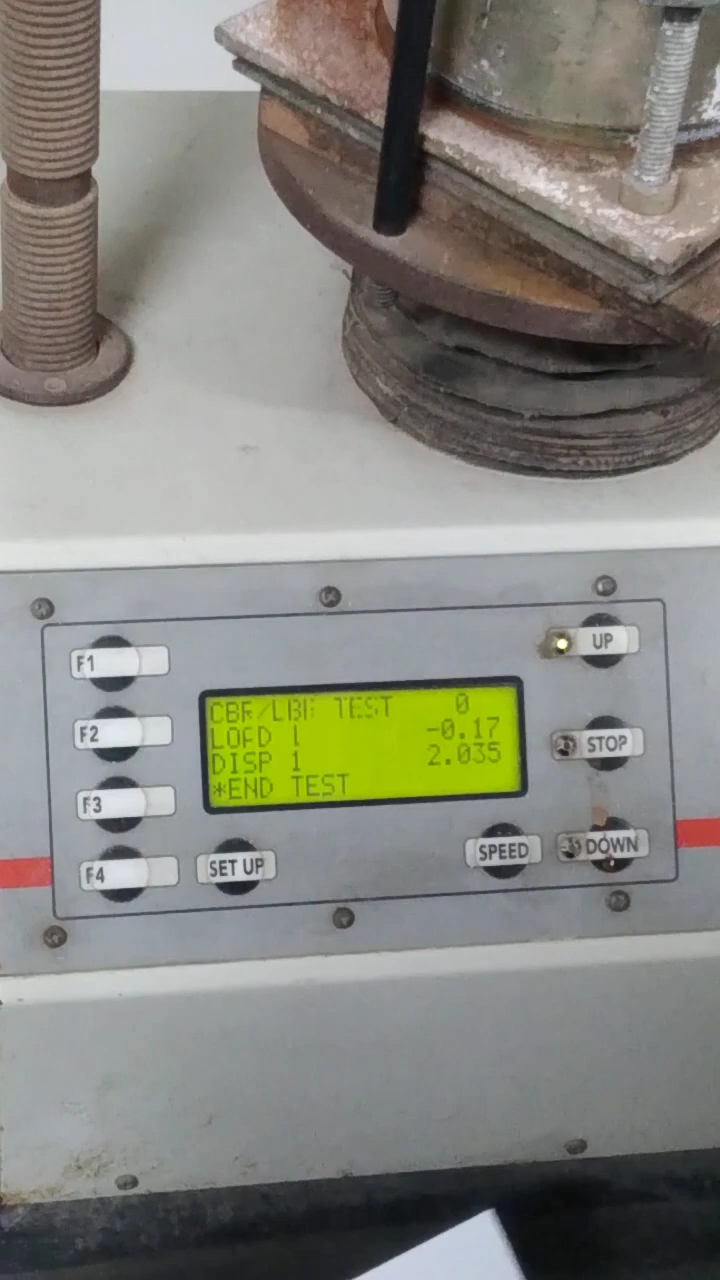 F1
UP
CBR/LBR TEST 0
LOAD 1 -0.17
F2
STOP
DISP 1 2.035
*END TEST
F3
SPEED
DOWN
F4
SET UP